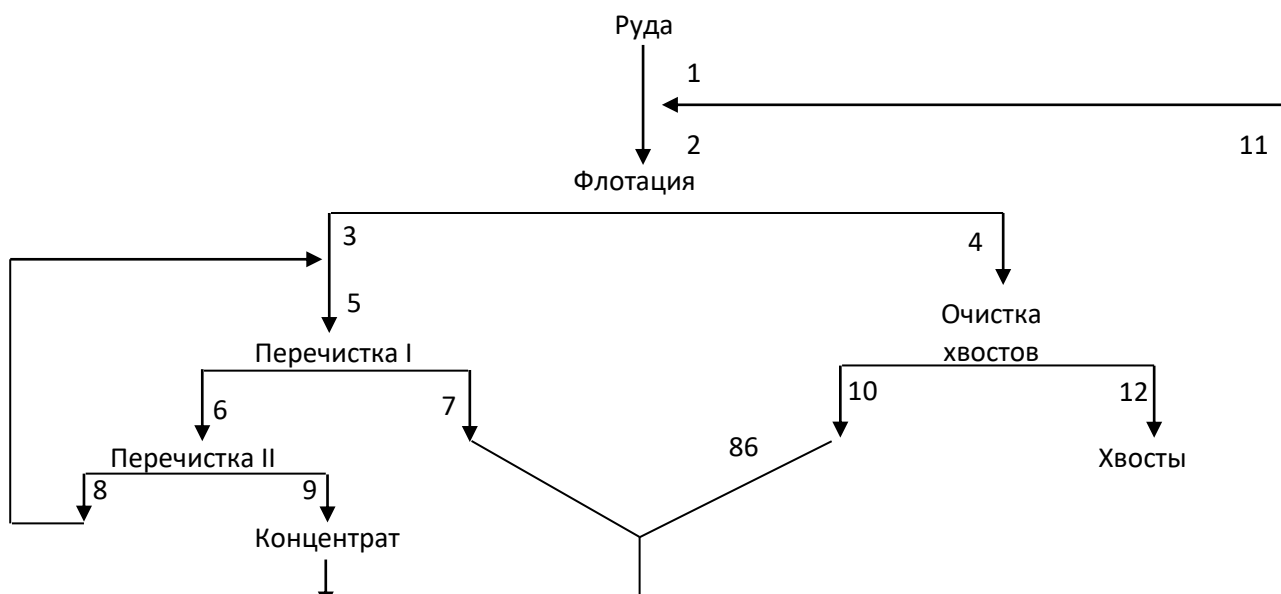 Руда
1
2
11
Флотация
3
4
5
Очистка
хвостов
Перечистка I
6
7
10
12
86
Перечистка II
Хвосты
8
9
Концентрат